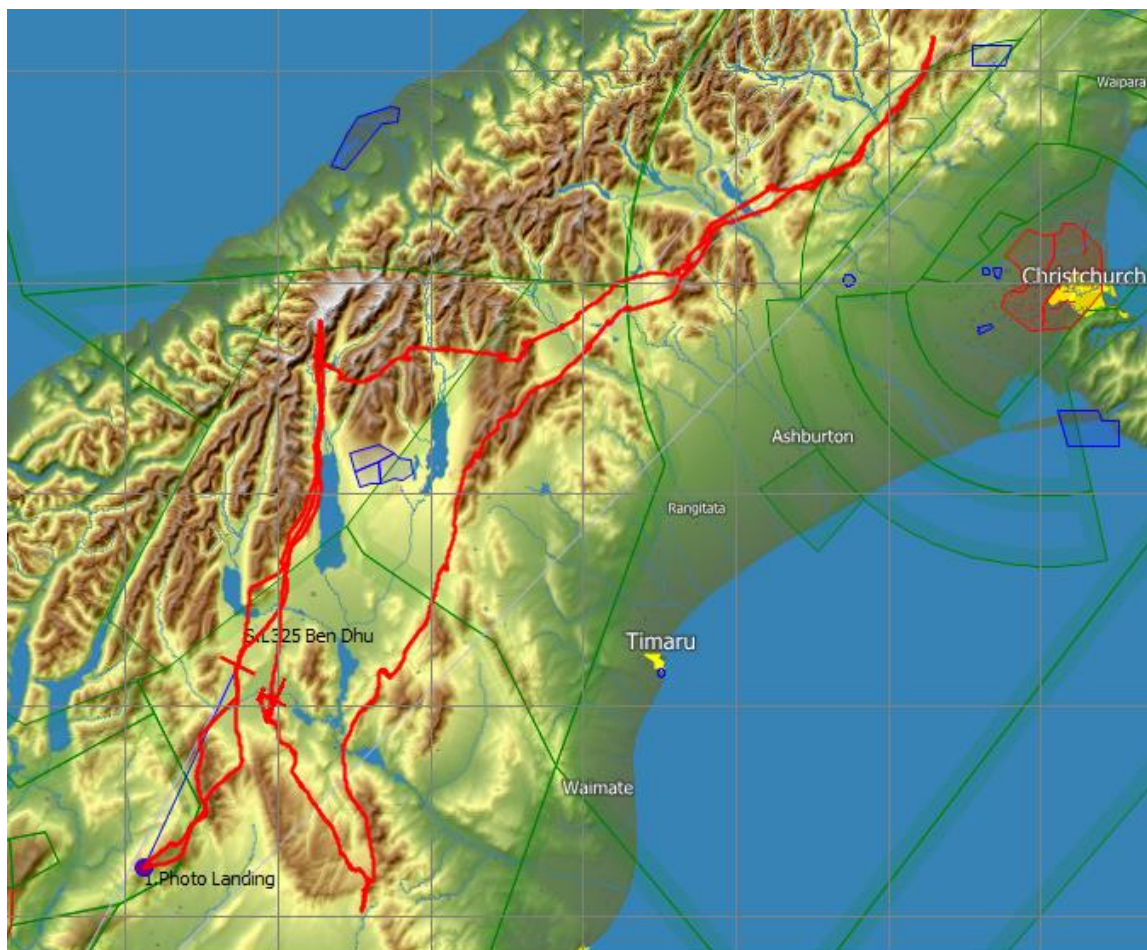 Waipara
Christchurch
Ashburton
Rangitata
S.L325 Ben Dhu
Timaru
Waimate
1.Photo Landing